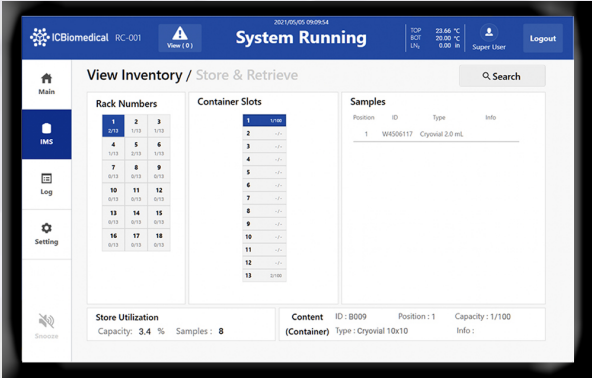 2021/05/05 09:09:54
ICBiomedical RC-001
View ( 0 )
System Running
TOP 23.66 ℃
BOT 20.00 ℃
LN₂ 0.00 in
Super User
Logout
Main
IMS
Log
Setting
Snooze
View Inventory / Store & Retrieve
Search
Rack Numbers
1 2 3
2/13 1/13 1/13
4 5 6
1/13 2/13 1/13
7 8 9
0/13 0/13 0/13
10 11 12
0/13 0/13 0/13
13 14 15
0/13 0/13 0/13
16 17 18
0/13 0/13 0/13
Container Slots
1 1/100
2 -/-
3 -/-
4 -/-
5 -/-
6 -/-
7 -/-
8 -/-
9 -/-
10 -/-
11 -/-
12 -/-
13 2/100
Samples
Position ID Type Info
1 W4506117 Cryovial 2.0 mL
Store Utilization
Capacity: 3.4 % Samples : 8
Content ID : B009 Position : 1 Capacity : 1/100
(Container) Type : Cryovial 10x10 Info :